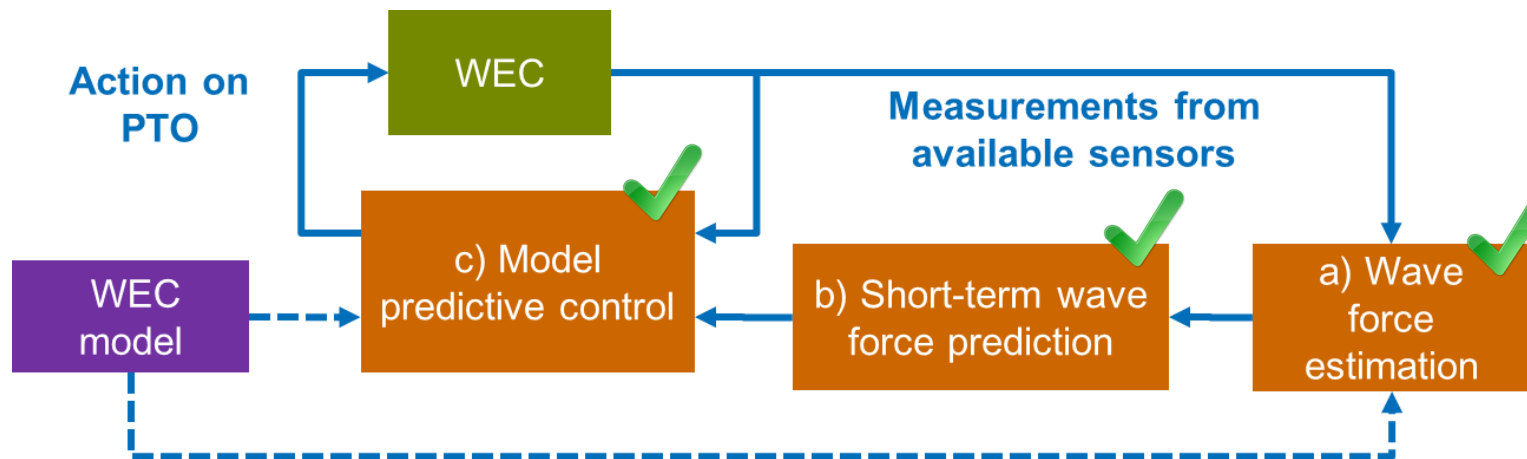 WEC
Action on
PTO
Measurements from
available sensors
c) Model
predictive control
b) Short-term wave
force prediction
a) Wave
force
estimation
WEC
model